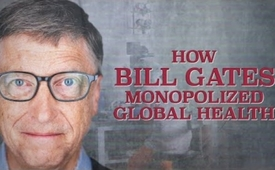 HOW
BILL GATES
MONOPOLIZED
GLOBAL HEALTH